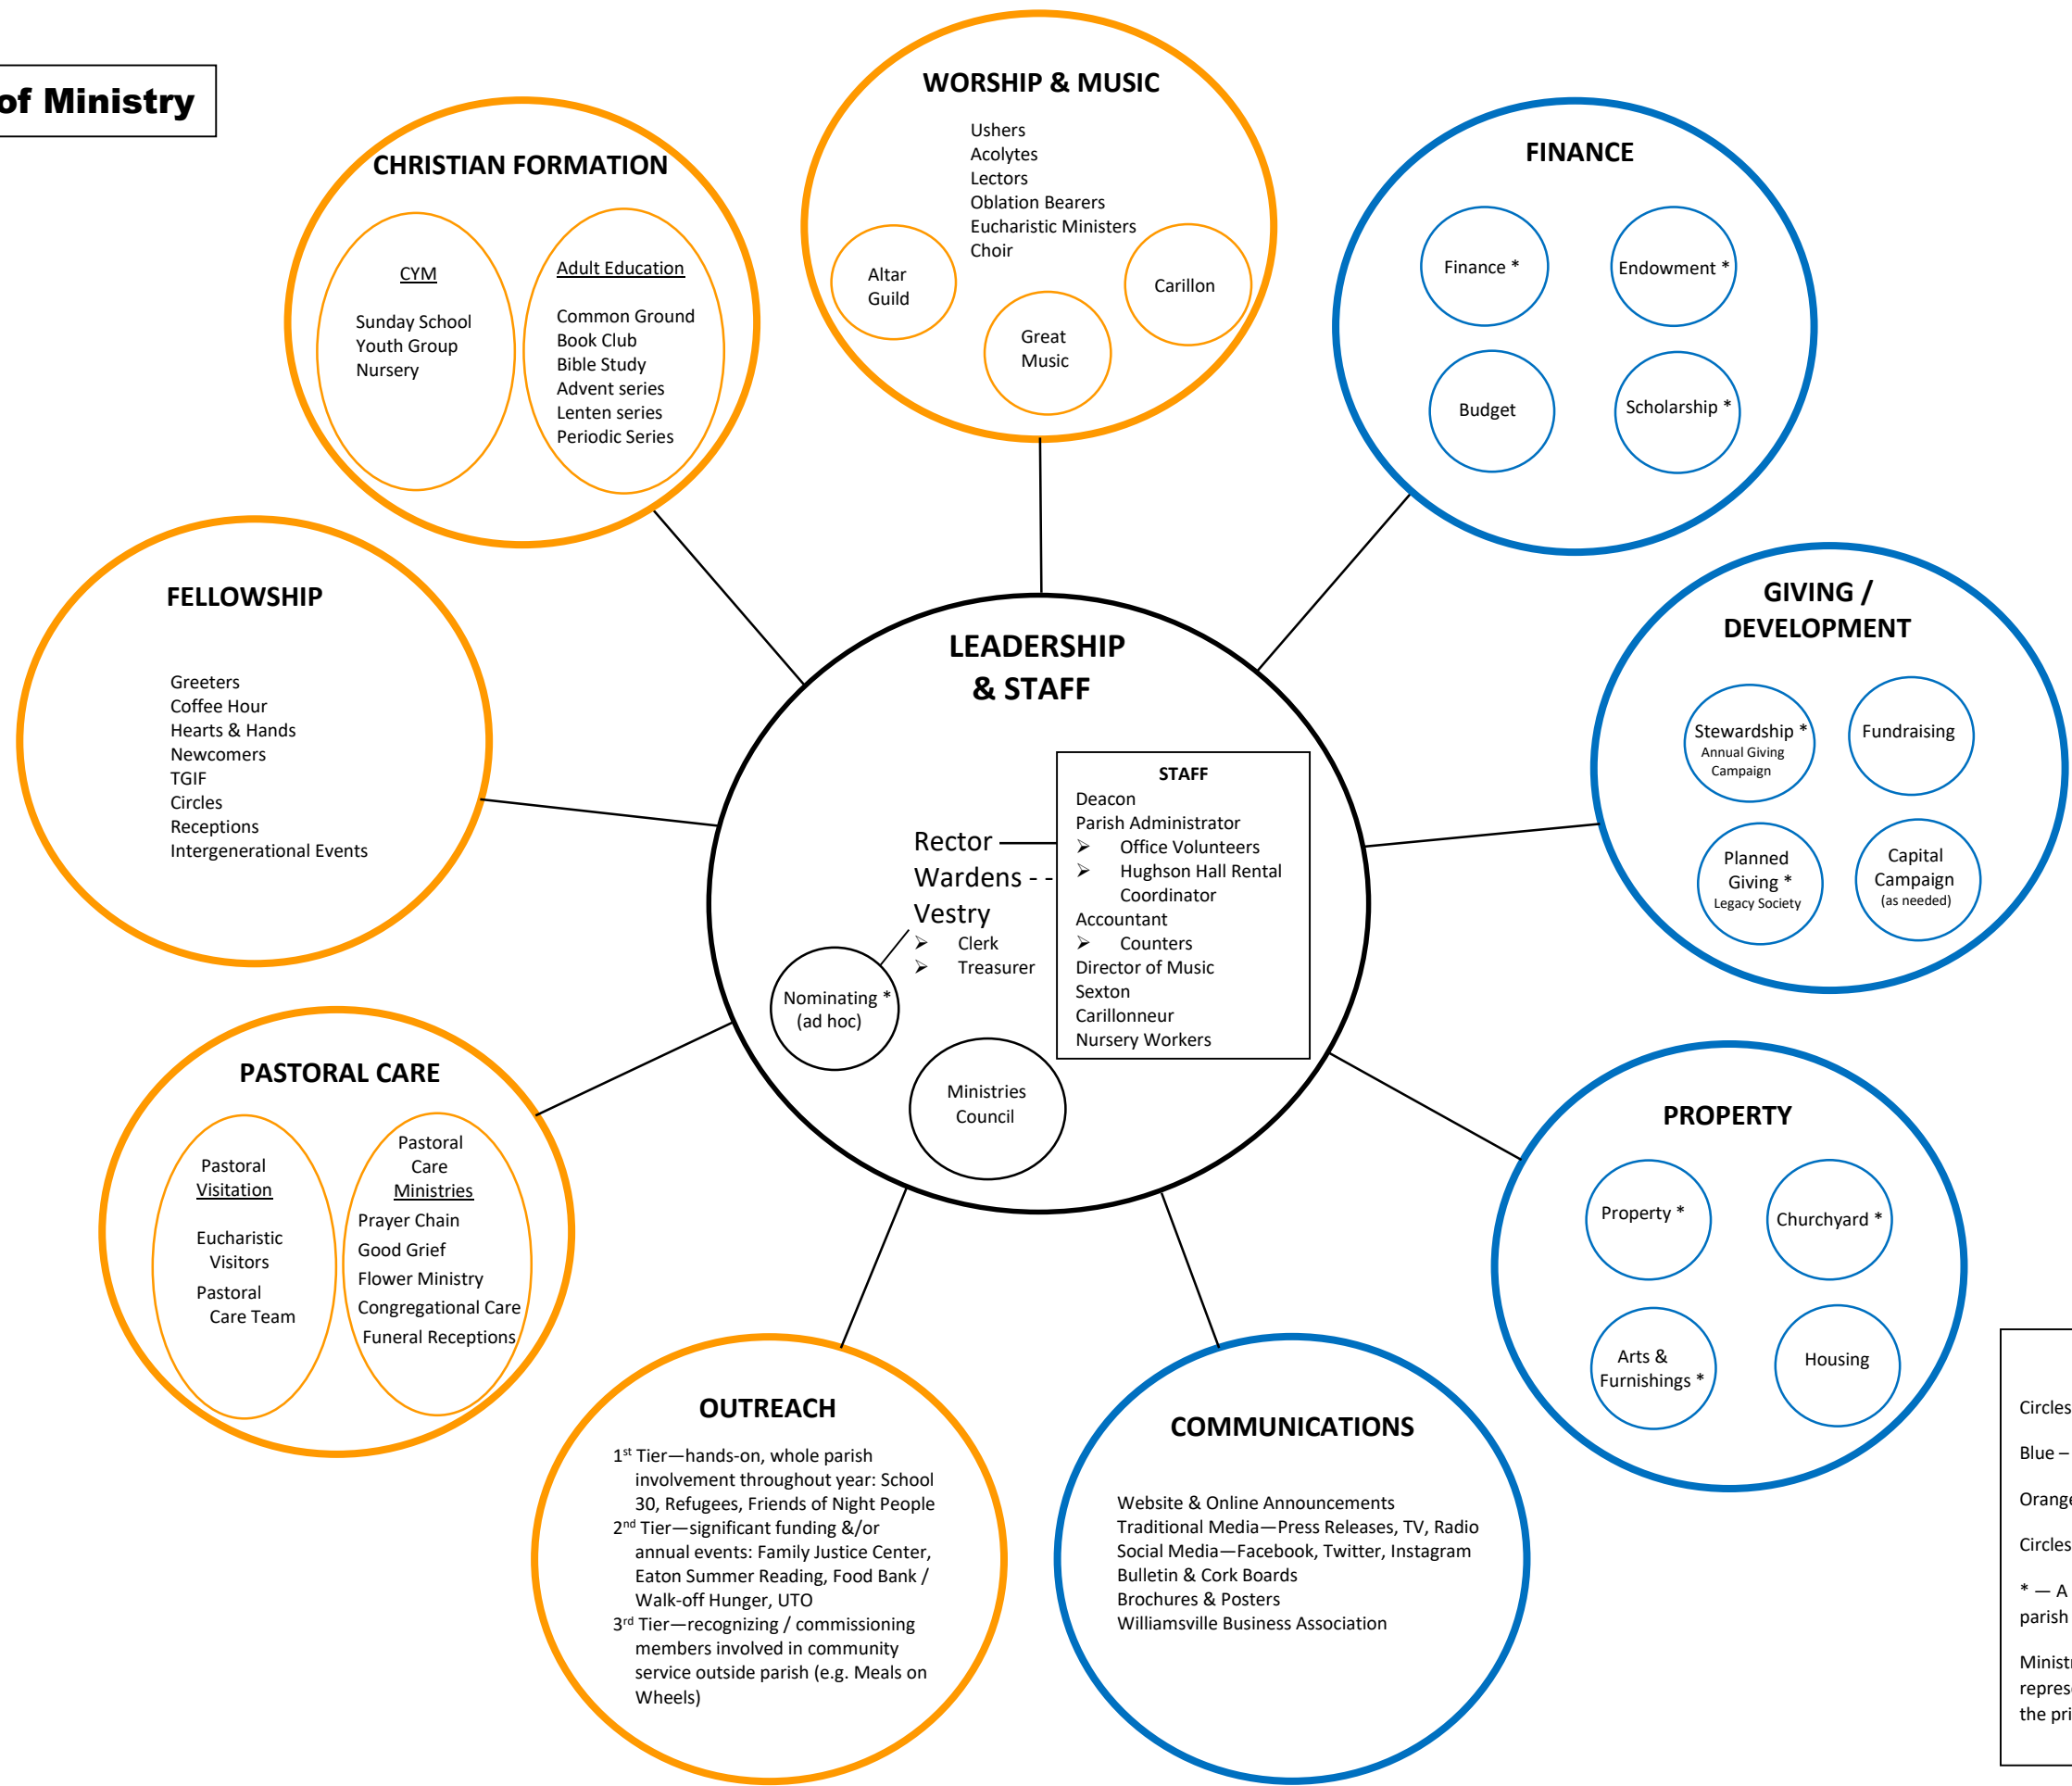 of Ministry
WORSHIP & MUSIC
Ushers
Acolytes
Lectors
Oblation Bearers
Eucharistic Ministers
Choir
Altar
Guild
Great
Music
Carillon
CHRISTIAN FORMATION
CYM
Sunday School
Youth Group
Nursery
Adult Education
Common Ground
Book Club
Bible Study
Advent series
Lenten series
Periodic Series
FINANCE
Finance *
Endowment *
Budget
Scholarship *
FELLOWSHIP
Greeters
Coffee Hour
Hearts & Hands
Newcomers
TGIF
Circles
Receptions
Intergenerational Events
LEADERSHIP
& STAFF
Rector
Wardens - -
Vestry
➢ Clerk
➢ Treasurer
Nominating *
(ad hoc)
Ministries
Council
STAFF
Deacon
Parish Administrator
➢ Office Volunteers
➢ Hughson Hall Rental
Coordinator
Accountant
➢ Counters
Director of Music
Sexton
Carillonneur
Nursery Workers
GIVING /
DEVELOPMENT
Stewardship *
Annual Giving
Campaign
Fundraising
Planned
Giving *
Legacy Society
Capital
Campaign
(as needed)
PASTORAL CARE
Pastoral
Visitation
Eucharistic
Visitors
Pastoral
Care Team
Pastoral
Care
Ministries
Prayer Chain
Good Grief
Flower Ministry
Congregational Care
Funeral Receptions
PROPERTY
Property *
Churchyard *
Arts &
Furnishings *
Housing
OUTREACH
1st Tier—hands-on, whole parish
involvement throughout year: School
30, Refugees, Friends of Night People
2nd Tier—significant funding &/or
annual events: Family Justice Center,
Eaton Summer Reading, Food Bank /
Walk-off Hunger, UTO
3rd Tier—recognizing / commissioning
members involved in community
service outside parish (e.g. Meals on
Wheels)
COMMUNICATIONS
Website & Online Announcements
Traditional Media—Press Releases, TV, Radio
Social Media—Facebook, Twitter, Instagram
Bulletin & Cork Boards
Brochures & Posters
Williamsville Business Association
Circles
Blue –
Orange
Circles
* — A
parish
the